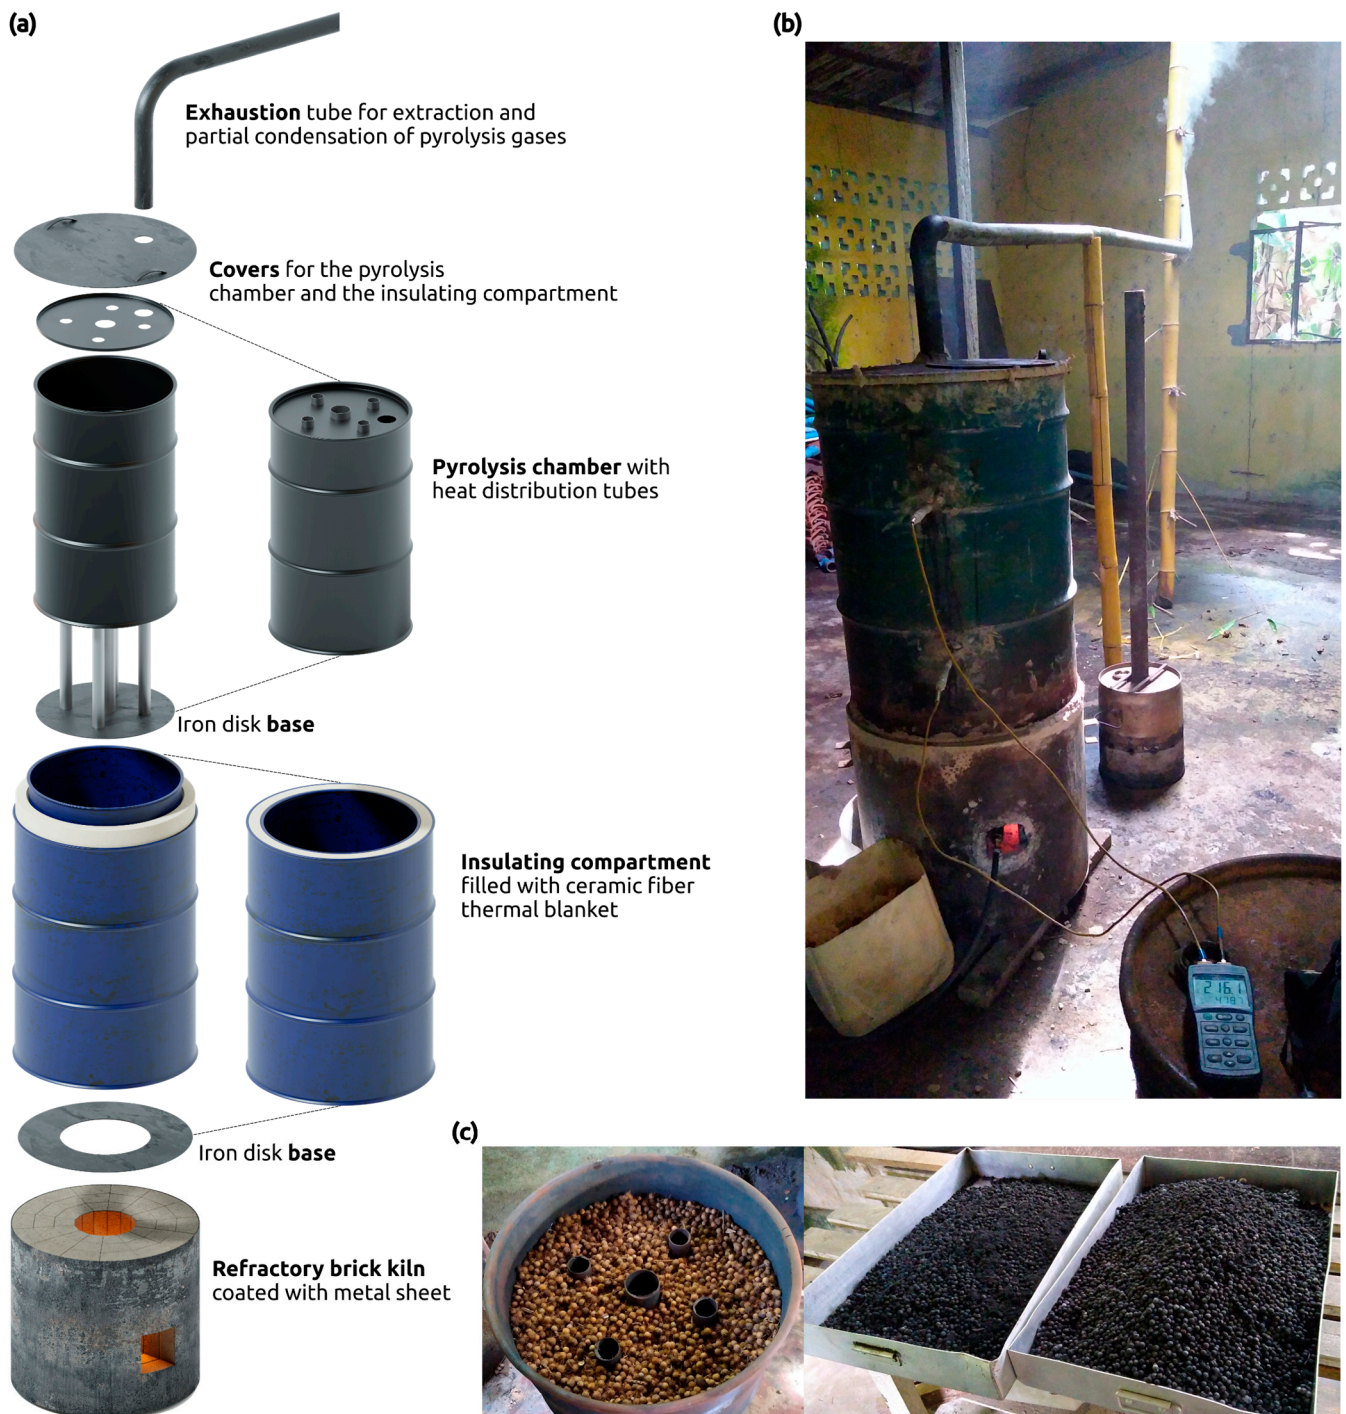 (a)
Exhaustion tube for extraction and
partial condensation of pyrolysis gases
Covers for the pyrolysis
chamber and the insulating compartment
Pyrolysis chamber with
heat distribution tubes
Iron disk base
Insulating compartment
filled with ceramic fiber
thermal blanket
Iron disk base
Refractory brick kiln
coated with metal sheet
(b)
216.1
(c)